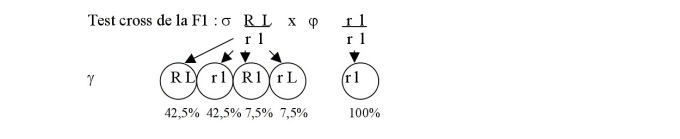 Test cross de la F1 : σ R L x φ r l
r l r l
γ R L r l R l r L r l
42,5% 42,5% 7,5% 7,5% 100%